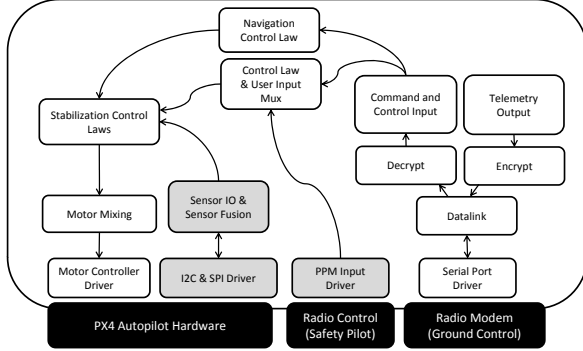 Navigation
Control Law
Control Law
& User Input
Mux
Command and
Control Input
Telemetry
Output
Stabilization Control
Laws
Decrypt
Encrypt
Motor Mixing
Sensor IO &
Sensor Fusion
Datalink
Motor Controller
Driver
I2C & SPI Driver
PPM Input
Driver
Serial Port
Driver
PX4 Autopilot Hardware
Radio Control
(Safety Pilot)
Radio Modem
(Ground Control)